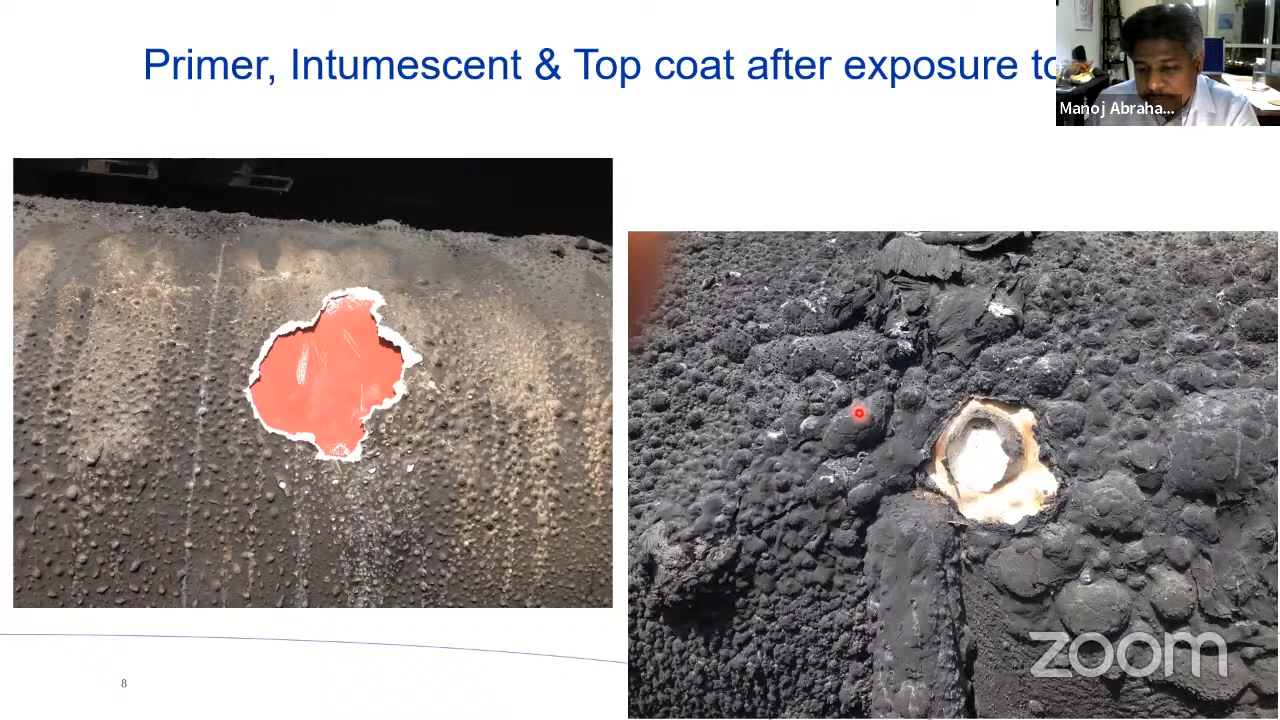 Primer, Intumescent & Top coat after exposure to
Manoj Abraha...
8
zoom